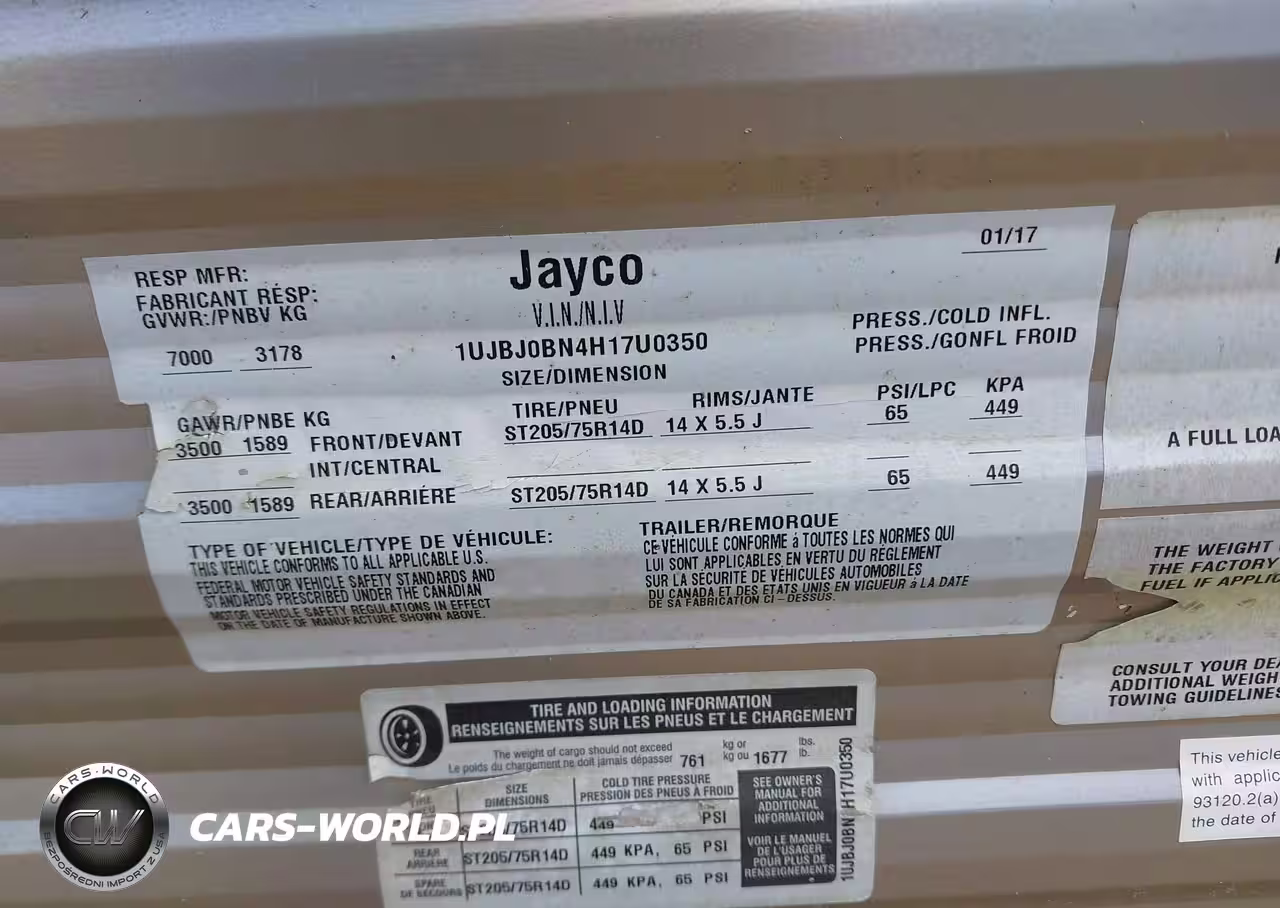 01/17
RESP MFR:
FABRICANT RESP:
GVWR:/PNBV KG
Jayco
V.I.N./N.I.V
7000 3178
1UJBJ0BN4H17U0350
PRESS./COLD INFL.
PRESS./GONFL FROID
SIZE/DIMENSION
GAWR/PNBE KG
TIRE/PNEU RIMS/JANTE PSI/LPC KPA
3500 1589 FRONT/DEVANT ST205/75R14D 14 X 5.5 J 65 449
INT/CENTRAL
3500 1589 REAR/ARRIÉRE ST205/75R14D 14 X 5.5 J 65 449
TYPE OF VEHICLE/TYPE DE VÉHICULE: TRAILER/REMORQUE
THIS VEHICLE CONFORMS TO ALL APPLICABLE U.S.
FEDERAL MOTOR VEHICLE SAFETY STANDARDS AND
STANDARDS PRESCRIBED UNDER THE CANADIAN
MOTOR VEHICLE SAFETY REGULATIONS IN EFFECT
ON THE DATE OF MANUFACTURE SHOWN ABOVE.
CE VÉHICULE CONFORME à TOUTES LES NORMES QUI
LUI SONT APPLICABLES EN VERTU DU RÉGLEMENT
SUR LA SÉCURITE DE VÉHICULES AUTOMOBILES
DU CANADA ET DES ETATS UNIS EN VIGUEUR à LA DATE
DE SA FABRICATION CI-DESSUS.
A FULL LOA
THE WEIGHT
THE FACTORY
FUEL IF APPLIC
CONSULT YOUR DEA
ADDITIONAL WEIGH
TOWING GUIDELINES
This vehicle
with applic
93120.2(a)
the date of
TIRE AND LOADING INFORMATION
RENSEIGNEMENTS SUR LES PNEUS ET LE CHARGEMENT
The weight of cargo should not exceed
Le poids du chargement ne doit jamais dépasser
761 kg or
kg ou 1677 lbs.
lb.
SIZE
DIMENSIONS
COLD TIRE PRESSURE
PRESSION DES PNEUS A FROID
75R14D 449 PSI
REAR
ARRIÈRE
ST205/75R14D 449 KPA, 65 PSI
SPARE
DE SECOURS
ST205/75R14D 449 KPA, 65 PSI
SEE OWNER'S
MANUAL FOR
ADDITIONAL
INFORMATION
VOIR LE MANUEL
DE L'USAGER
POUR PLUS DE
RENSEIGNEMENTS
1UJBJ0BN H17U0350
CARS-WORLD
CW
BEZPOŚREDNI IMPORT Z USA
CARS-WORLD.PL